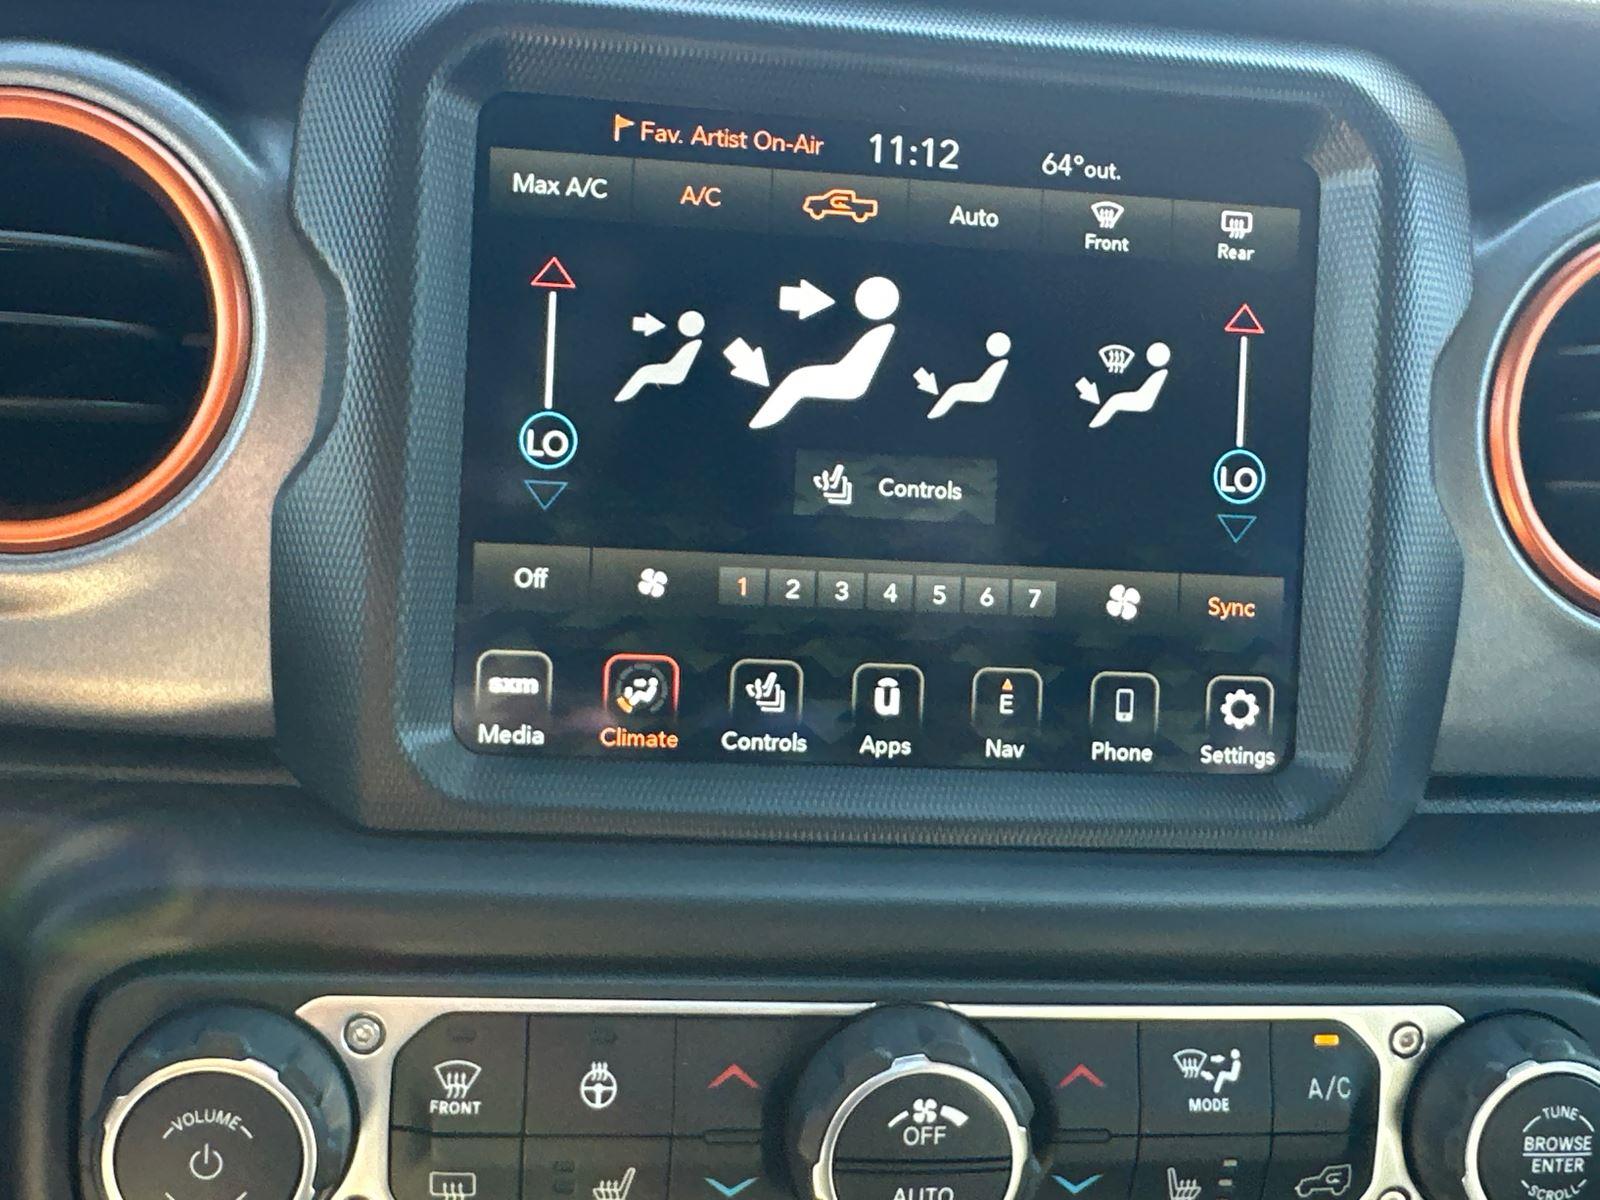 Fav. Artist On-Air 11:12 64°out.
Max A/C A/C Auto Front Rear
LO LO
Controls
Off 1 2 3 4 5 6 7 Sync
sxm E
Media Climate Controls Apps Nav Phone Settings
FRONT MODE A/C
VOLUME OFF TUNE
BROWSE
ENTER
AUTO SCROLL